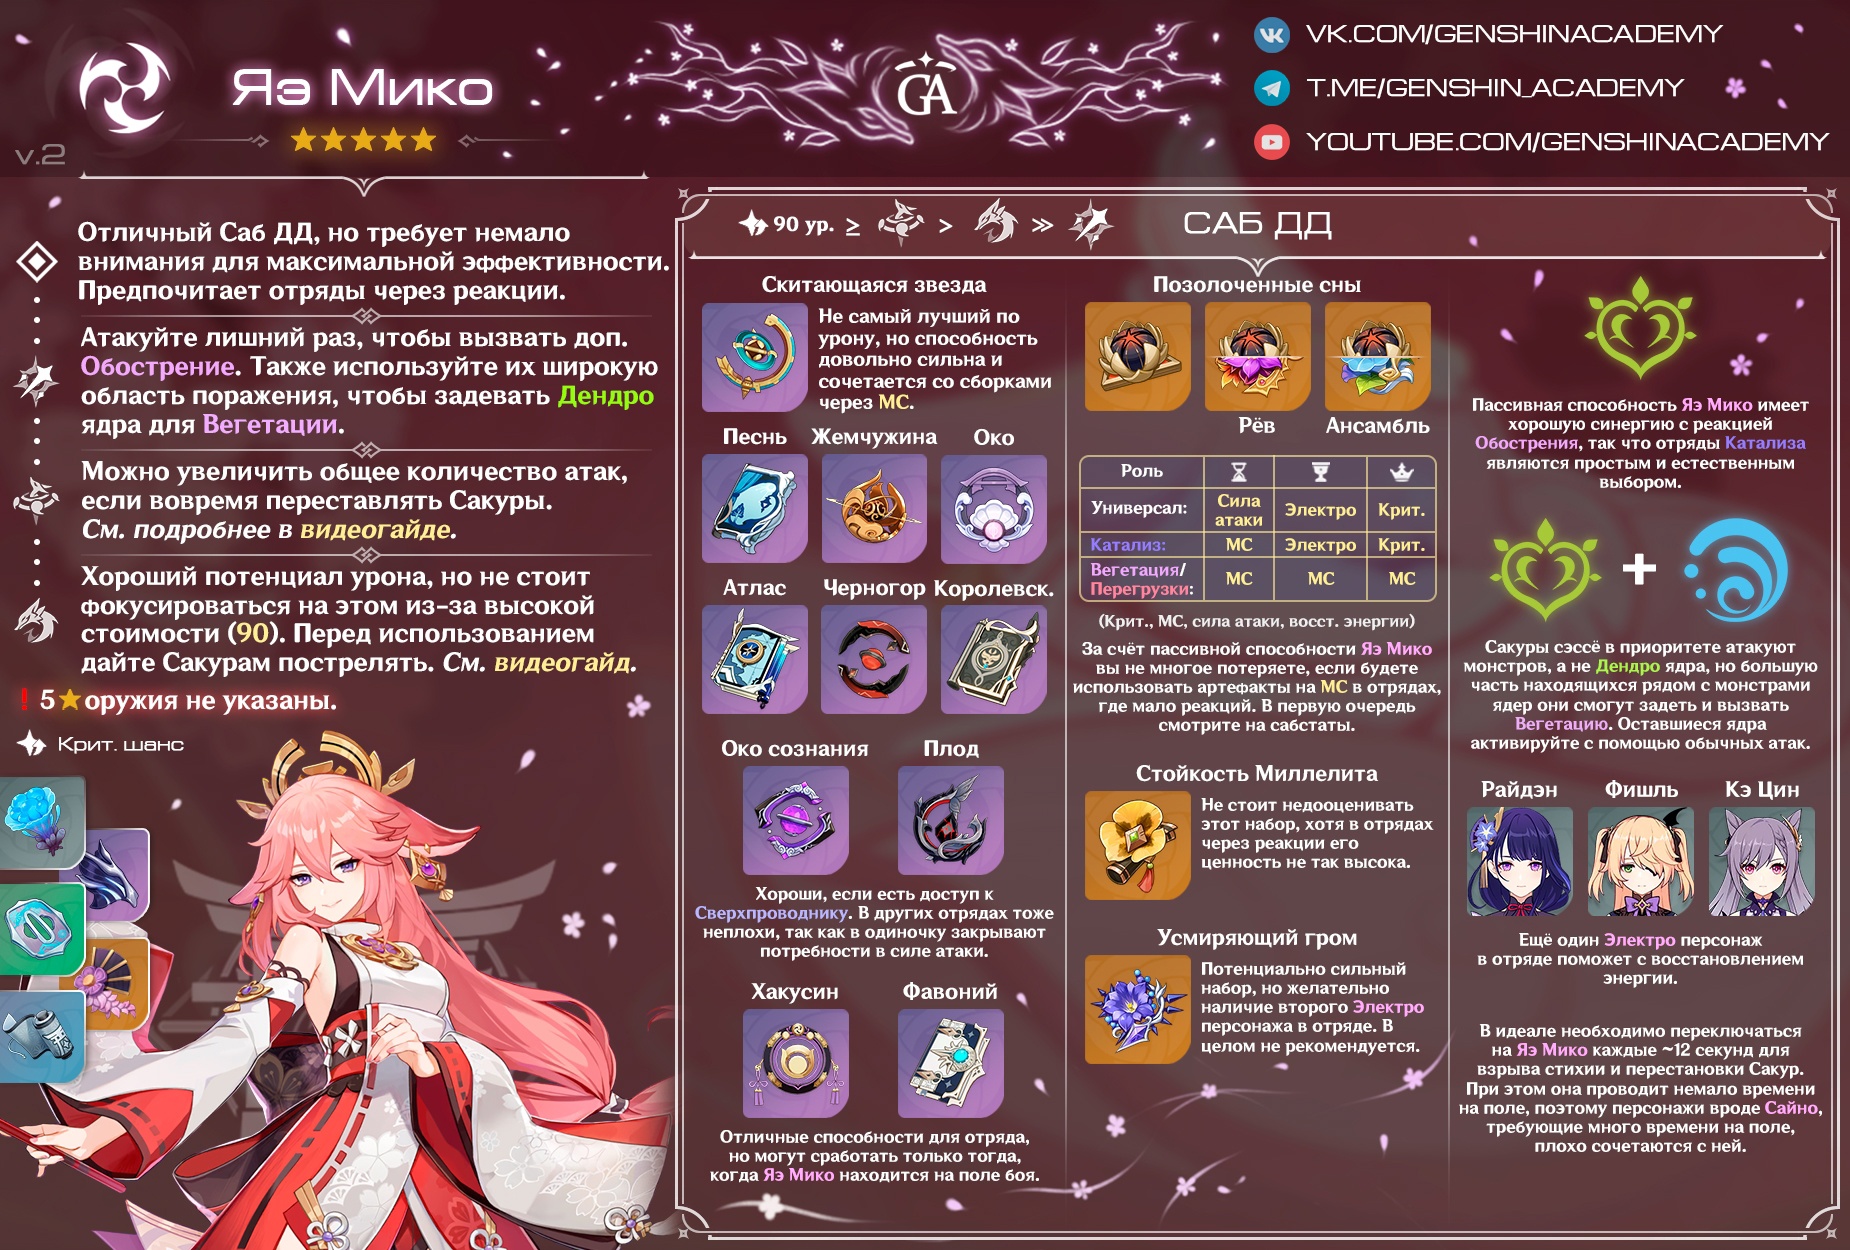 Яэ Мико
v.2
GA
VK.COM/GENSHINACADEMY
T.ME/GENSHIN_ACADEMY
YOUTUBE.COM/GENSHINACADEMY
Отличный Саб ДД, но требует немало
внимания для максимальной эффективности.
Предпочитает отряды через реакции.
Атакуйте лишний раз, чтобы вызвать доп.
Обострение. Также используйте их широкую
область поражения, чтобы задевать Дендро
ядра для Вегетации.
Можно увеличить общее количество атак,
если вовремя переставлять Сакуры.
См. подробнее в видеогайде.
Хороший потенциал урона, но не стоит
фокусироваться на этом из-за высокой
стоимости (90). Перед использованием
дайте Сакурам пострелять. См. видеогайд.
! 5★ оружия не указаны.
Крит. шанс
90 ур. ≥ > >>
САБ ДД
Скитающаяся звезда
Не самый лучший по
урону, но способность
довольно сильна и
сочетается со сборками
через МС.
Песнь Жемчужина Око
Атлас Черногор Королевск.
Око сознания Плод
Хороши, если есть доступ к
Сверхпроводнику. В других отрядах тоже
неплохи, так как в одиночку закрывают
потребности в силе атаки.
Хакусин Фавоний
Отличные способности для отряда,
но могут сработать только тогда,
когда Яэ Мико находится на поле боя.
Позолоченные сны
Рёв Ансамбль
Роль
Универсал: Сила атаки Электро Крит.
Катализ: МС Электро Крит.
Вегетация/
Перегрузки: МС МС МС
(Крит., МС, сила атаки, восст. энергии)
За счёт пассивной способности Яэ Мико
вы не многое потеряете, если будете
использовать артефакты на МС в отрядах,
где мало реакций. В первую очередь
смотрите на сабстаты.
Стойкость Миллелита
Не стоит недооценивать
этот набор, хотя в отрядах
через реакции его
ценность не так высока.
Усмиряющий гром
Потенциально сильный
набор, но желательно
наличие второго Электро
персонажа в отряде. В
целом не рекомендуется.
Пассивная способность Яэ Мико имеет
хорошую синергию с реакцией
Обострения, так что отряды Катализа
являются простым и естественным
выбором.
+
Сакуры сэссё в приоритете атакуют
монстров, а не Дендро ядра, но большую
часть находящихся рядом с монстрами
ядер они смогут задеть и вызвать
Вегетацию. Оставшиеся ядра
активируйте с помощью обычных атак.
Райдэн Фишль Кэ Цин
Ещё один Электро персонаж
в отряде поможет с восстановлением
энергии.
В идеале необходимо переключаться
на Яэ Мико каждые ~12 секунд для
взрыва стихии и перестановки Сакур.
При этом она проводит немало времени
на поле, поэтому персонажи вроде Сайно,
требующие много времени на поле,
плохо сочетаются с ней.